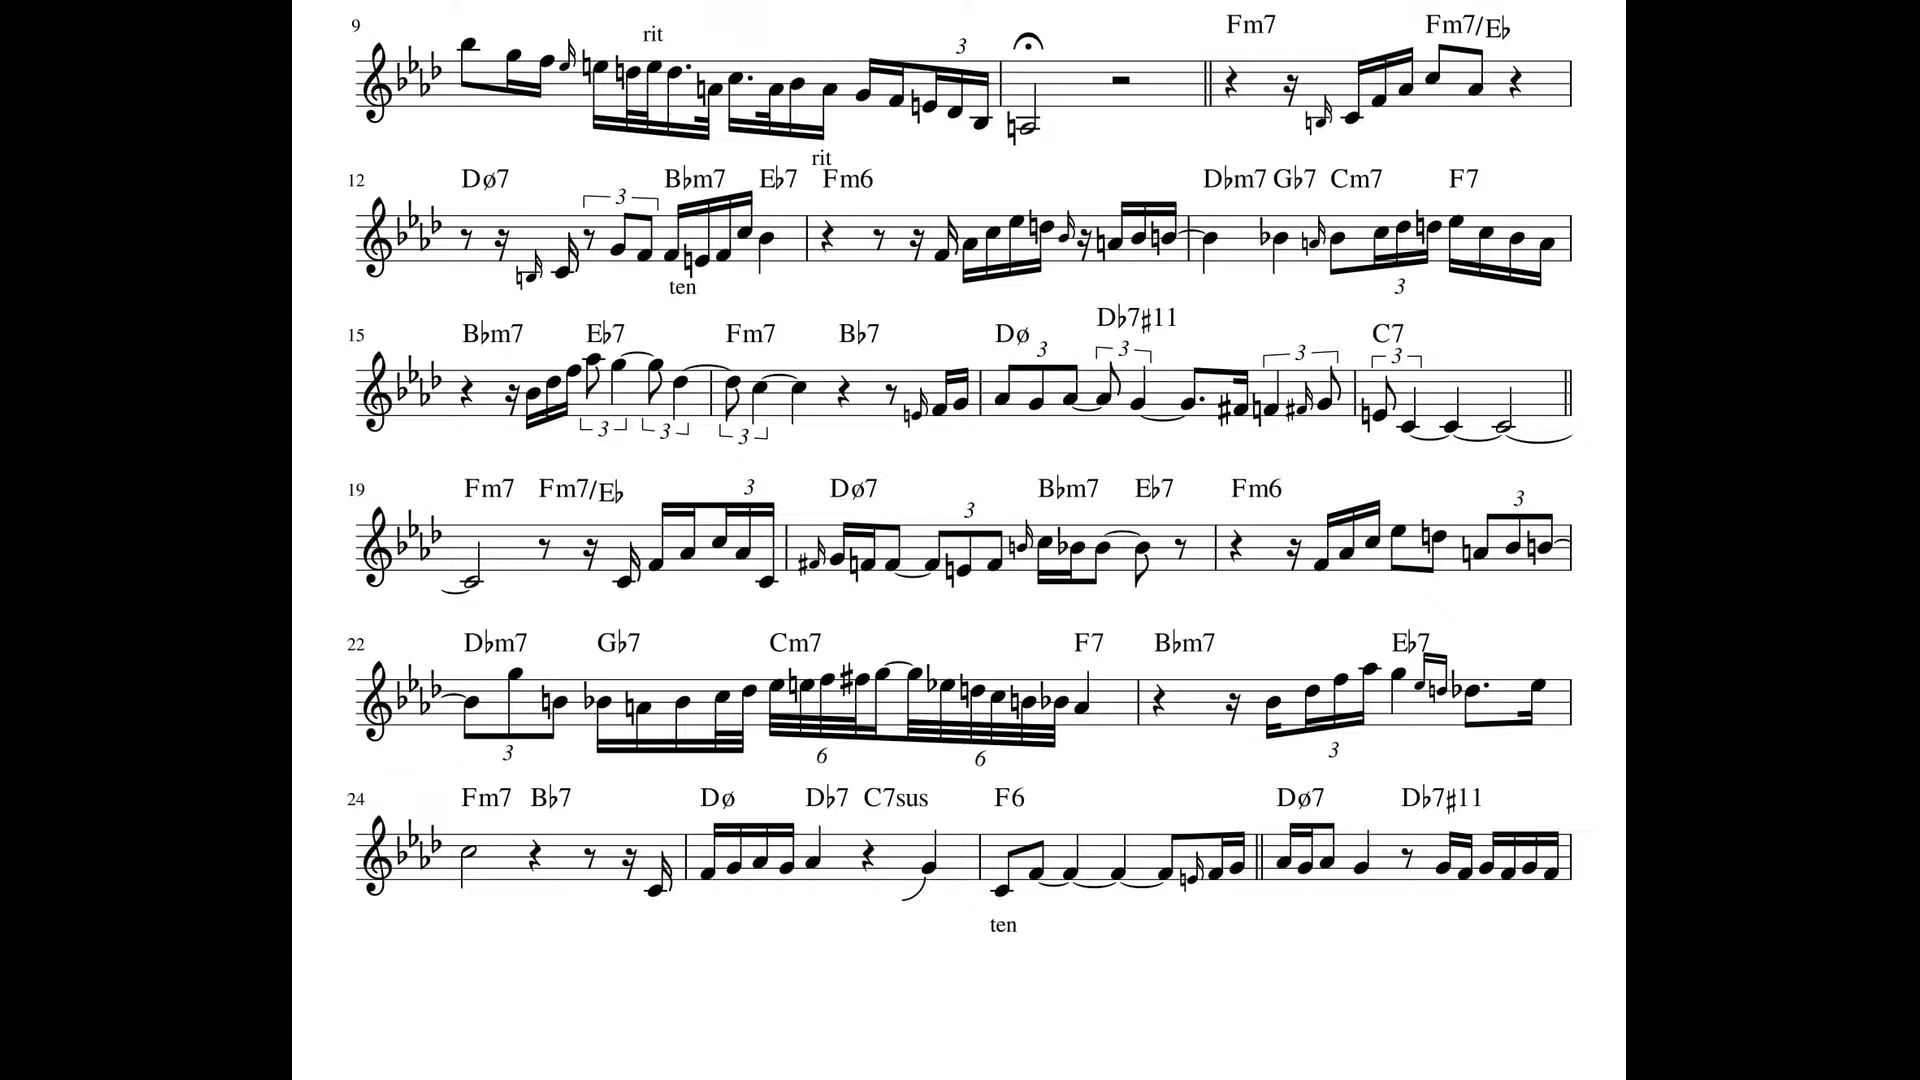 9 rit 3 Fm7 Fm7/E♭
rit
12 Dø7 3 B♭m7 E♭7 Fm6 D♭m7 G♭7 Cm7 F7
ten 3
15 B♭m7 E♭7 Fm7 B♭7 Dø 3 D♭7♯11 3 3 C7 3
3 3 3
19 Fm7 Fm7/E♭ 3 Dø7 3 B♭m7 E♭7 Fm6 3
22 D♭m7 G♭7 Cm7 F7 B♭m7 E♭7
3 6 6 3
24 Fm7 B♭7 Dø D♭7 C7sus F6 Dø7 D♭7♯11
ten